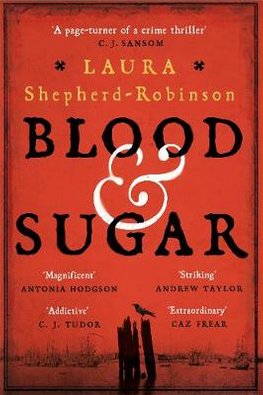 'A page-turner of a crime thriller'
C. J. SANSOM
LAURA
Shepherd-Robinson
BLOOD
&
SUGAR
'Magnificent'
ANTONIA HODGSON
'Striking'
ANDREW TAYLOR
'Addictive'
C. J. TUDOR
'Extraordinary'
CAZ FREAR